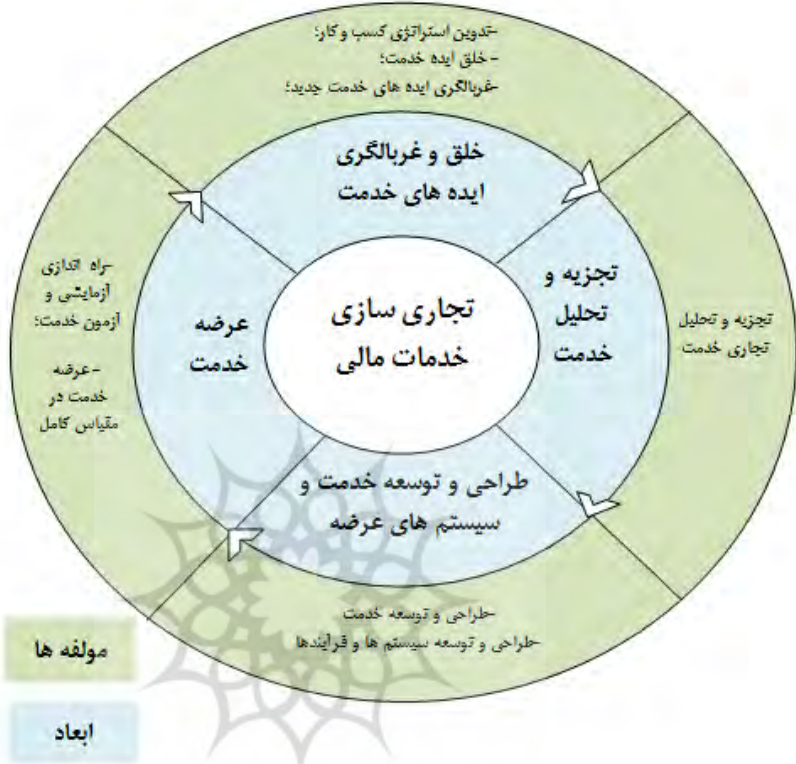 -تدوین استراتژی کسب و کار؛
-خلق ایده خدمت؛
-غربالگری ایده های خدمت جدید؛
خلق و غربالگری
ایده های خدمت
تجزیه و
تحلیل
خدمت
تجزیه و تحلیل
تجاری خدمت
تجاری سازی
خدمات مالی
طراحی و توسعه خدمت و
سیستم های عرضه
-طراحی و توسعه خدمت
-طراحی و توسعه سیستم ها و فرآیندها
عرضه
خدمت
-راه اندازی
آزمایشی و
آزمون خدمت؛
-عرضه
خدمت در
مقیاس کامل
مولفه ها
ابعاد